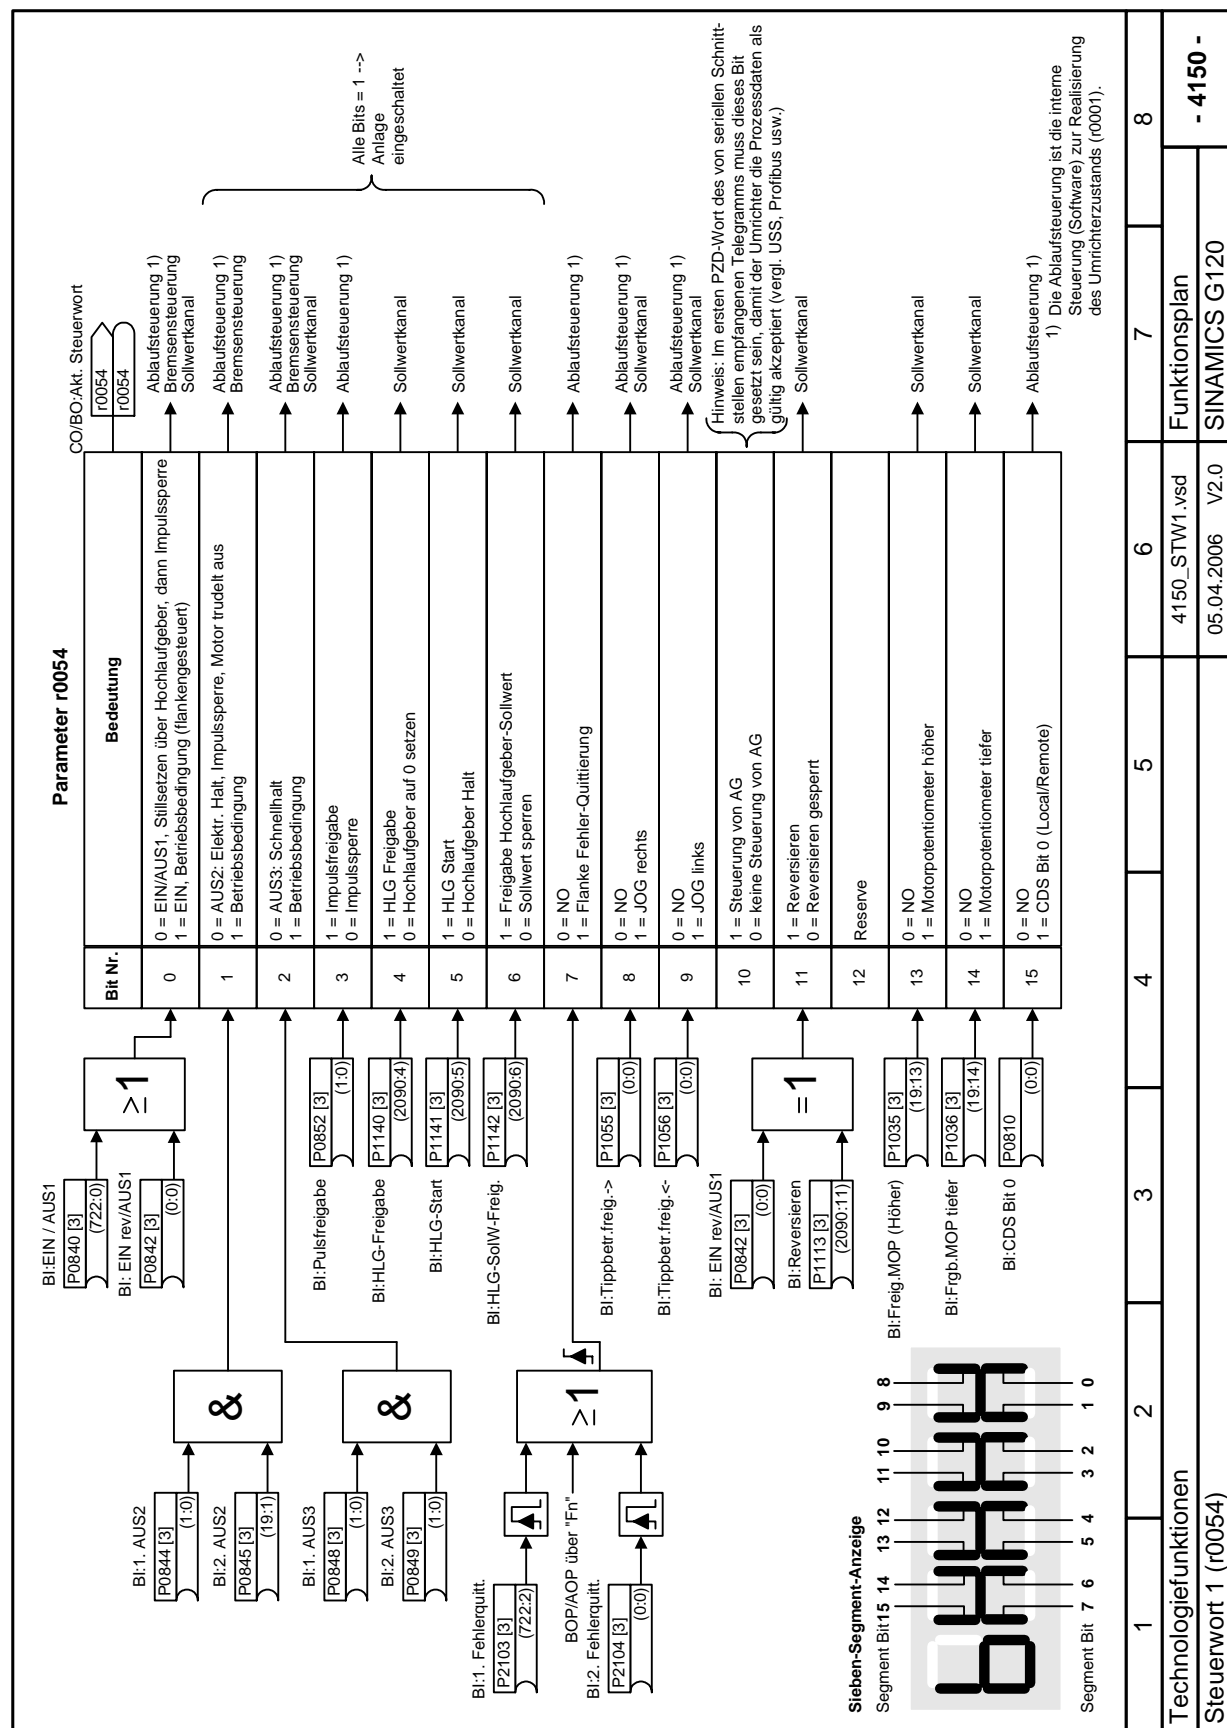 Parameter r0054
CO/BO:Akt. Steuerwort
r0054
r0054
Bit Nr.
Bedeutung
BI:EIN / AUS1
P0840 [3]
(722:0)
BI: EIN rev/AUS1
P0842 [3]
(0:0)
≥1
0
0 = EIN/AUS1, Stillsetzen über Hochlaufgeber, dann Impulssperre
1 = EIN, Betriebsbedingung (flankengesteuert)
Ablaufsteuerung 1)
Bremsensteuerung
Sollwertkanal
BI:1. AUS2
P0844 [3]
(1:0)
BI:2. AUS2
P0845 [3]
(19:1)
&
1
0 = AUS2: Elektr. Halt, Impulssperre, Motor trudelt aus
1 = Betriebsbedingung
Ablaufsteuerung 1)
Bremsensteuerung
BI:1. AUS3
P0848 [3]
(1:0)
BI:2. AUS3
P0849 [3]
(1:0)
&
2
0 = AUS3: Schnellhalt
1 = Betriebsbedingung
Ablaufsteuerung 1)
Bremsensteuerung
Sollwertkanal
BI:Pulsfreigabe
P0852 [3]
(1:0)
3
1 = Impulsfreigabe
0 = Impulssperre
Ablaufsteuerung 1)
Alle Bits = 1 -->
Anlage
eingeschaltet
BI:HLG-Freigabe
P1140 [3]
(2090:4)
4
1 = HLG Freigabe
0 = Hochlaufgeber auf 0 setzen
Sollwertkanal
BI:HLG-Start
P1141 [3]
(2090:5)
5
1 = HLG Start
0 = Hochlaufgeber Halt
Sollwertkanal
BI:HLG-SolW-Freig.
P1142 [3]
(2090:6)
6
1 = Freigabe Hochlaufgeber-Sollwert
0 = Sollwert sperren
Sollwertkanal
BI:1. Fehlerquitt.
P2103 [3]
(722:2)
BOP/AOP über "Fn"
BI:2. Fehlerquitt.
P2104 [3]
(0:0)
≥1
7
0 = NO
1 = Flanke Fehler-Quittierung
Ablaufsteuerung 1)
BI:Tippbetr.freig.->
P1055 [3]
(0:0)
8
0 = NO
1 = JOG rechts
Ablaufsteuerung 1)
Sollwertkanal
BI:Tippbetr.freig.<-
P1056 [3]
(0:0)
9
0 = NO
1 = JOG links
Ablaufsteuerung 1)
Sollwertkanal
10
1 = Steuerung von AG
0 = keine Steuerung von AG
Hinweis: Im ersten PZD-Wort des von seriellen Schnitt-
stellen empfangenen Telegramms muss dieses Bit
gesetzt sein, damit der Umrichter die Prozessdaten als
gültig akzeptiert (vergl. USS, Profibus usw.)
BI: EIN rev/AUS1
P0842 [3]
(0:0)
BI:Reversieren
P1113 [3]
(2090:11)
=1
11
1 = Reversieren
0 = Reversieren gesperrt
Sollwertkanal
12
Reserve
BI:Freig.MOP (Höher)
P1035 [3]
(19:13)
13
0 = NO
1 = Motorpotentiometer höher
Sollwertkanal
BI:Frgb.MOP tiefer
P1036 [3]
(19:14)
14
0 = NO
1 = Motorpotentiometer tiefer
Sollwertkanal
BI:CDS Bit 0
P0810
(0:0)
15
0 = NO
1 = CDS Bit 0 (Local/Remote)
Ablaufsteuerung 1)
1) Die Ablaufsteuerung ist die interne
Steuerung (Software) zur Realisierung
des Umrichterzustands (r0001).
Sieben-Segment-Anzeige
Segment Bit 15 14 13 12 11 10 9 8
Segment Bit 7 6 5 4 3 2 1 0
1 2 3 4 5 6 7 8
Technologiefunktionen
4150_STW1.vsd
Funktionsplan
- 4150 -
Steuerwort 1 (r0054)
05.04.2006 V2.0
SINAMICS G120